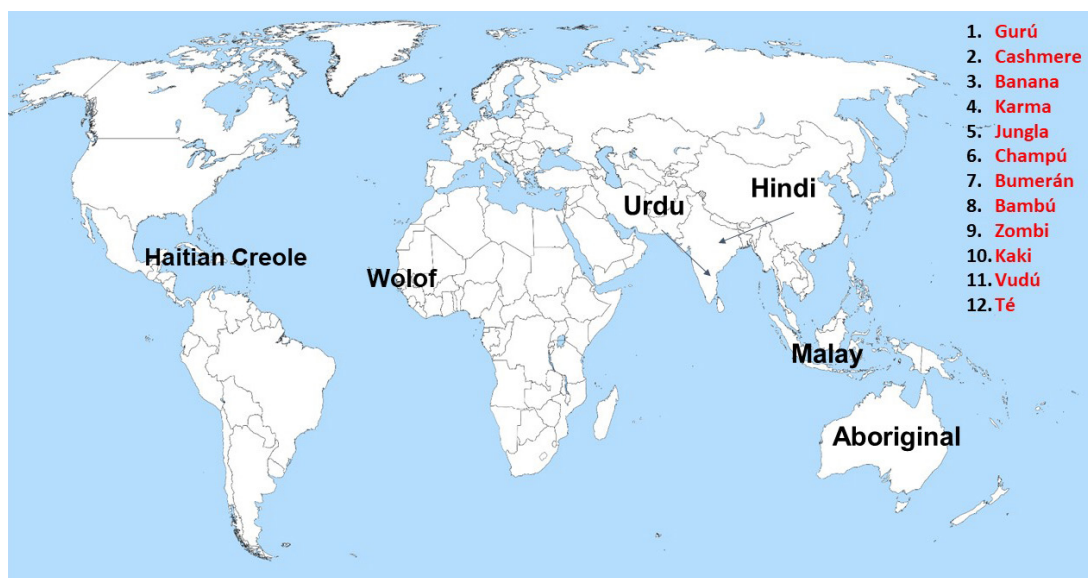 1. Gurú
2. Cashmere
3. Banana
4. Karma
5. Jungla
6. Champú
7. Bumerán
8. Bambú
9. Zombi
10. Kaki
11. Vudú
12. Té
Hindi
Urdu
Haitian Creole
Wolof
Malay
Aboriginal